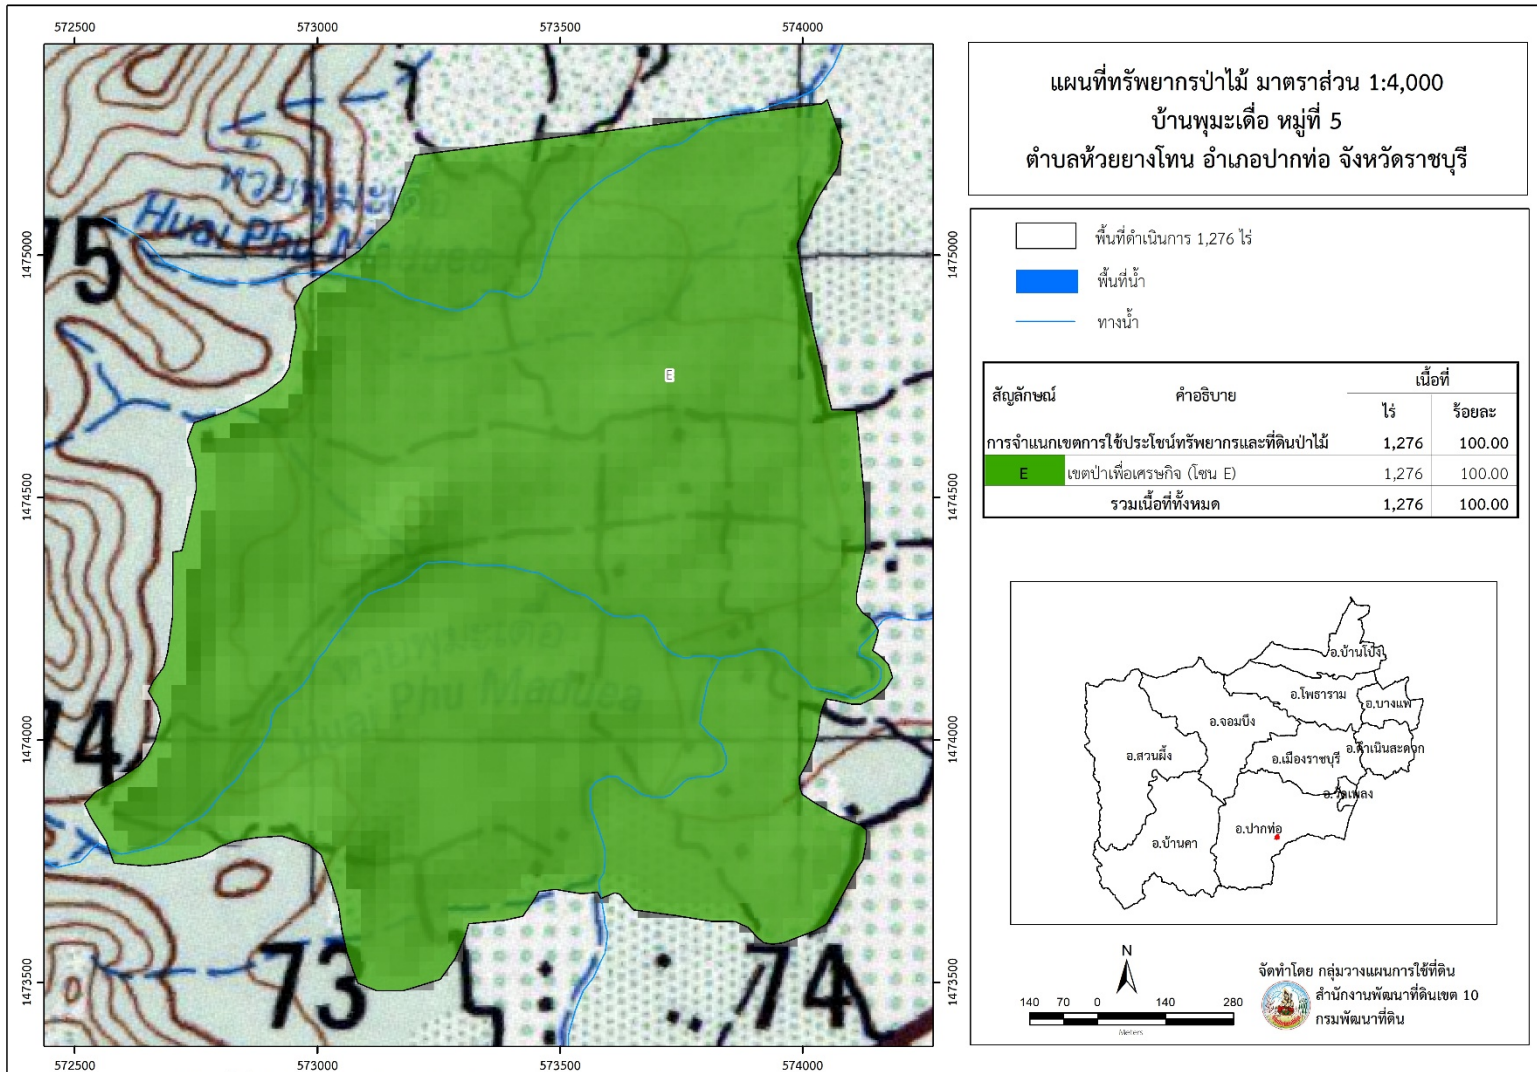 572500 573000 573500 574000
แผนที่ทรัพยากรป่าไม้ มาตราส่วน 1:4,000
บ้านพุมะเดื่อ หมู่ที่ 5
ตำบลห้วยยางโทน อำเภอปากท่อ จังหวัดราชบุรี
Huai Phu
75
1475000 1475000
พื้นที่ดำเนินการ 1,276 ไร่
พื้นที่น้ำ
ทางน้ำ
E
สัญลักษณ์ คำอธิบาย เนื้อที่
ไร่ ร้อยละ
การจำแนกเขตการใช้ประโยชน์ทรัพยากรและที่ดินป่าไม้ 1,276 100.00
E เขตป่าเพื่อเศรษฐกิจ (โซน E) 1,276 100.00
รวมเนื้อที่ทั้งหมด 1,276 100.00
1474500 1474500
Huai Phu Madue
74
1474000 1474000
อ.บ้านโป่ง
อ.โพธาราม
อ.บางแพ
อ.จอมบึง
อ.ดำเนินสะดวก
อ.สวนผึ้ง
อ.เมืองราชบุรี
อ.วัดเพลง
อ.ปากท่อ
อ.บ้านคา
73 74
1473500 1473500
N
140 70 0 140 280
Meters
จัดทำโดย กลุ่มวางแผนการใช้ที่ดิน
สำนักงานพัฒนาที่ดินเขต 10
กรมพัฒนาที่ดิน
572500 573000 573500 574000